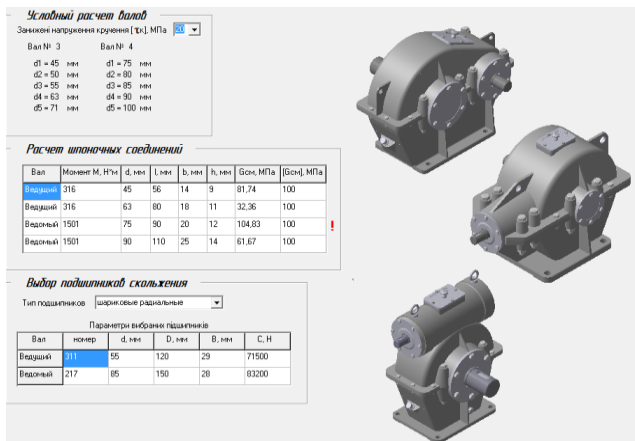 Условный расчет валов
Занижені напруження кручення [τк], МПа 20
Вал № 3 Вал № 4
d1 = 45 мм d1 = 75 мм
d2 = 50 мм d2 = 80 мм
d3 = 55 мм d3 = 85 мм
d4 = 63 мм d4 = 90 мм
d5 = 71 мм d5 = 100 мм
Расчет шпоночных соединений
Вал Момент М, Н*м d, мм l, мм b, мм h, мм Gсм, МПа [Gсм], МПа
Ведущий 316 45 56 14 9 81,74 100
Ведущий 316 63 80 18 11 32,36 100
Ведомый 1501 75 90 20 12 104,83 100 !
Ведомый 1501 90 110 25 14 61,67 100
Выбор подшипников скольжения
Тип подшипников шариковые радиальные
Параметри вибраних підшипників
Вал номер d, мм D, мм B, мм C, Н
Ведущий 311 55 120 29 71500
Ведомый 217 85 150 28 83200